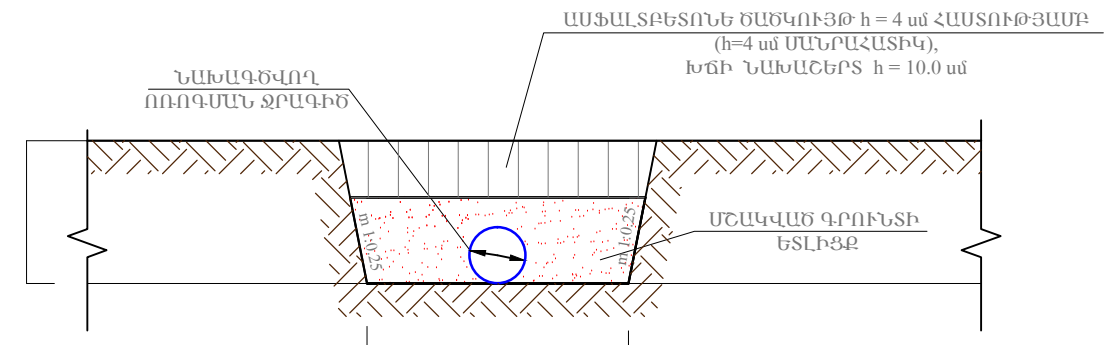 ԱՍՖԱԼՏԲԵՏՈՆԵ ԾԱԾԿՈՒՅԹ h = 4 սմ ՀԱՍՏՈՒԹՅԱՄԲ
(h=4 սմ ՄԱՆՐԱՀԱՏԻԿ),
ԽՃԻ ՆԱԽԱՇԵՐՏ h = 10.0 սմ
ՆԱԽԱԳԾՎՈՂ
ՈՌՈԳՄԱՆ ՋՐԱԳԻԾ
ՄՇԱԿՎԱԾ ԳՐՈՒՆՏԻ
ԵՏԼԻՑՔ
m 1:0.25
m 1:0.25